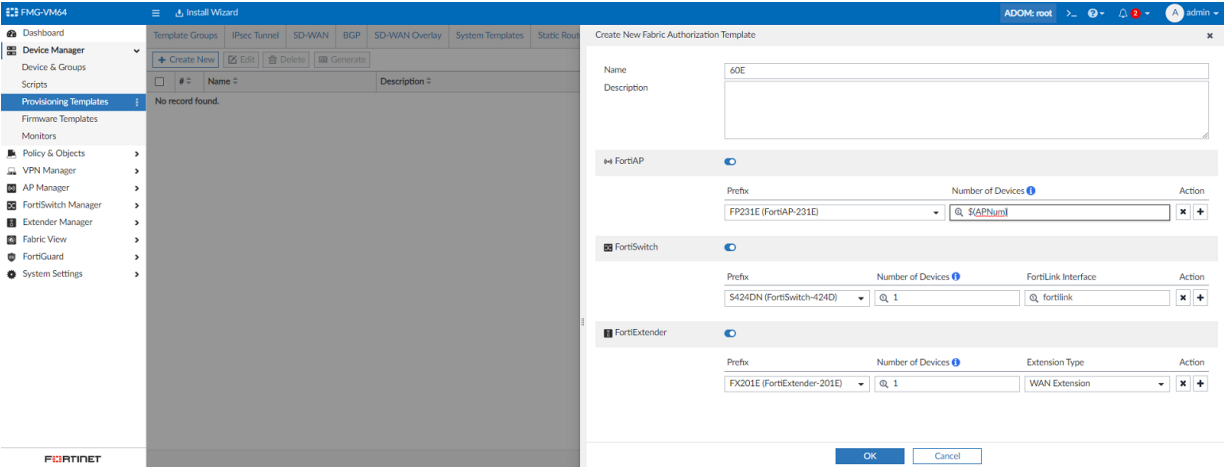 FMG-VM64
Install Wizard
ADOM: root
>_
?
2
A admin
Dashboard
Device Manager
Device & Groups
Scripts
Provisioning Templates
Firmware Templates
Monitors
Policy & Objects
VPN Manager
AP Manager
FortiSwitch Manager
Extender Manager
Fabric View
FortiGuard
System Settings
FORTINET
Template Groups IPsec Tunnel SD-WAN BGP SD-WAN Overlay System Templates Static Rout
+ Create New Edit Delete Generate
# Name Description
No record found.
Create New Fabric Authorization Template
Name 60E
Description
FortiAP
Prefix Number of Devices Action
FP231E (FortiAP-231E) $(APNum)
FortiSwitch
Prefix Number of Devices FortiLink Interface Action
S424DN (FortiSwitch-424D) 1 fortilink
FortiExtender
Prefix Number of Devices Extension Type Action
FX201E (FortiExtender-201E) 1 WAN Extension
OK Cancel